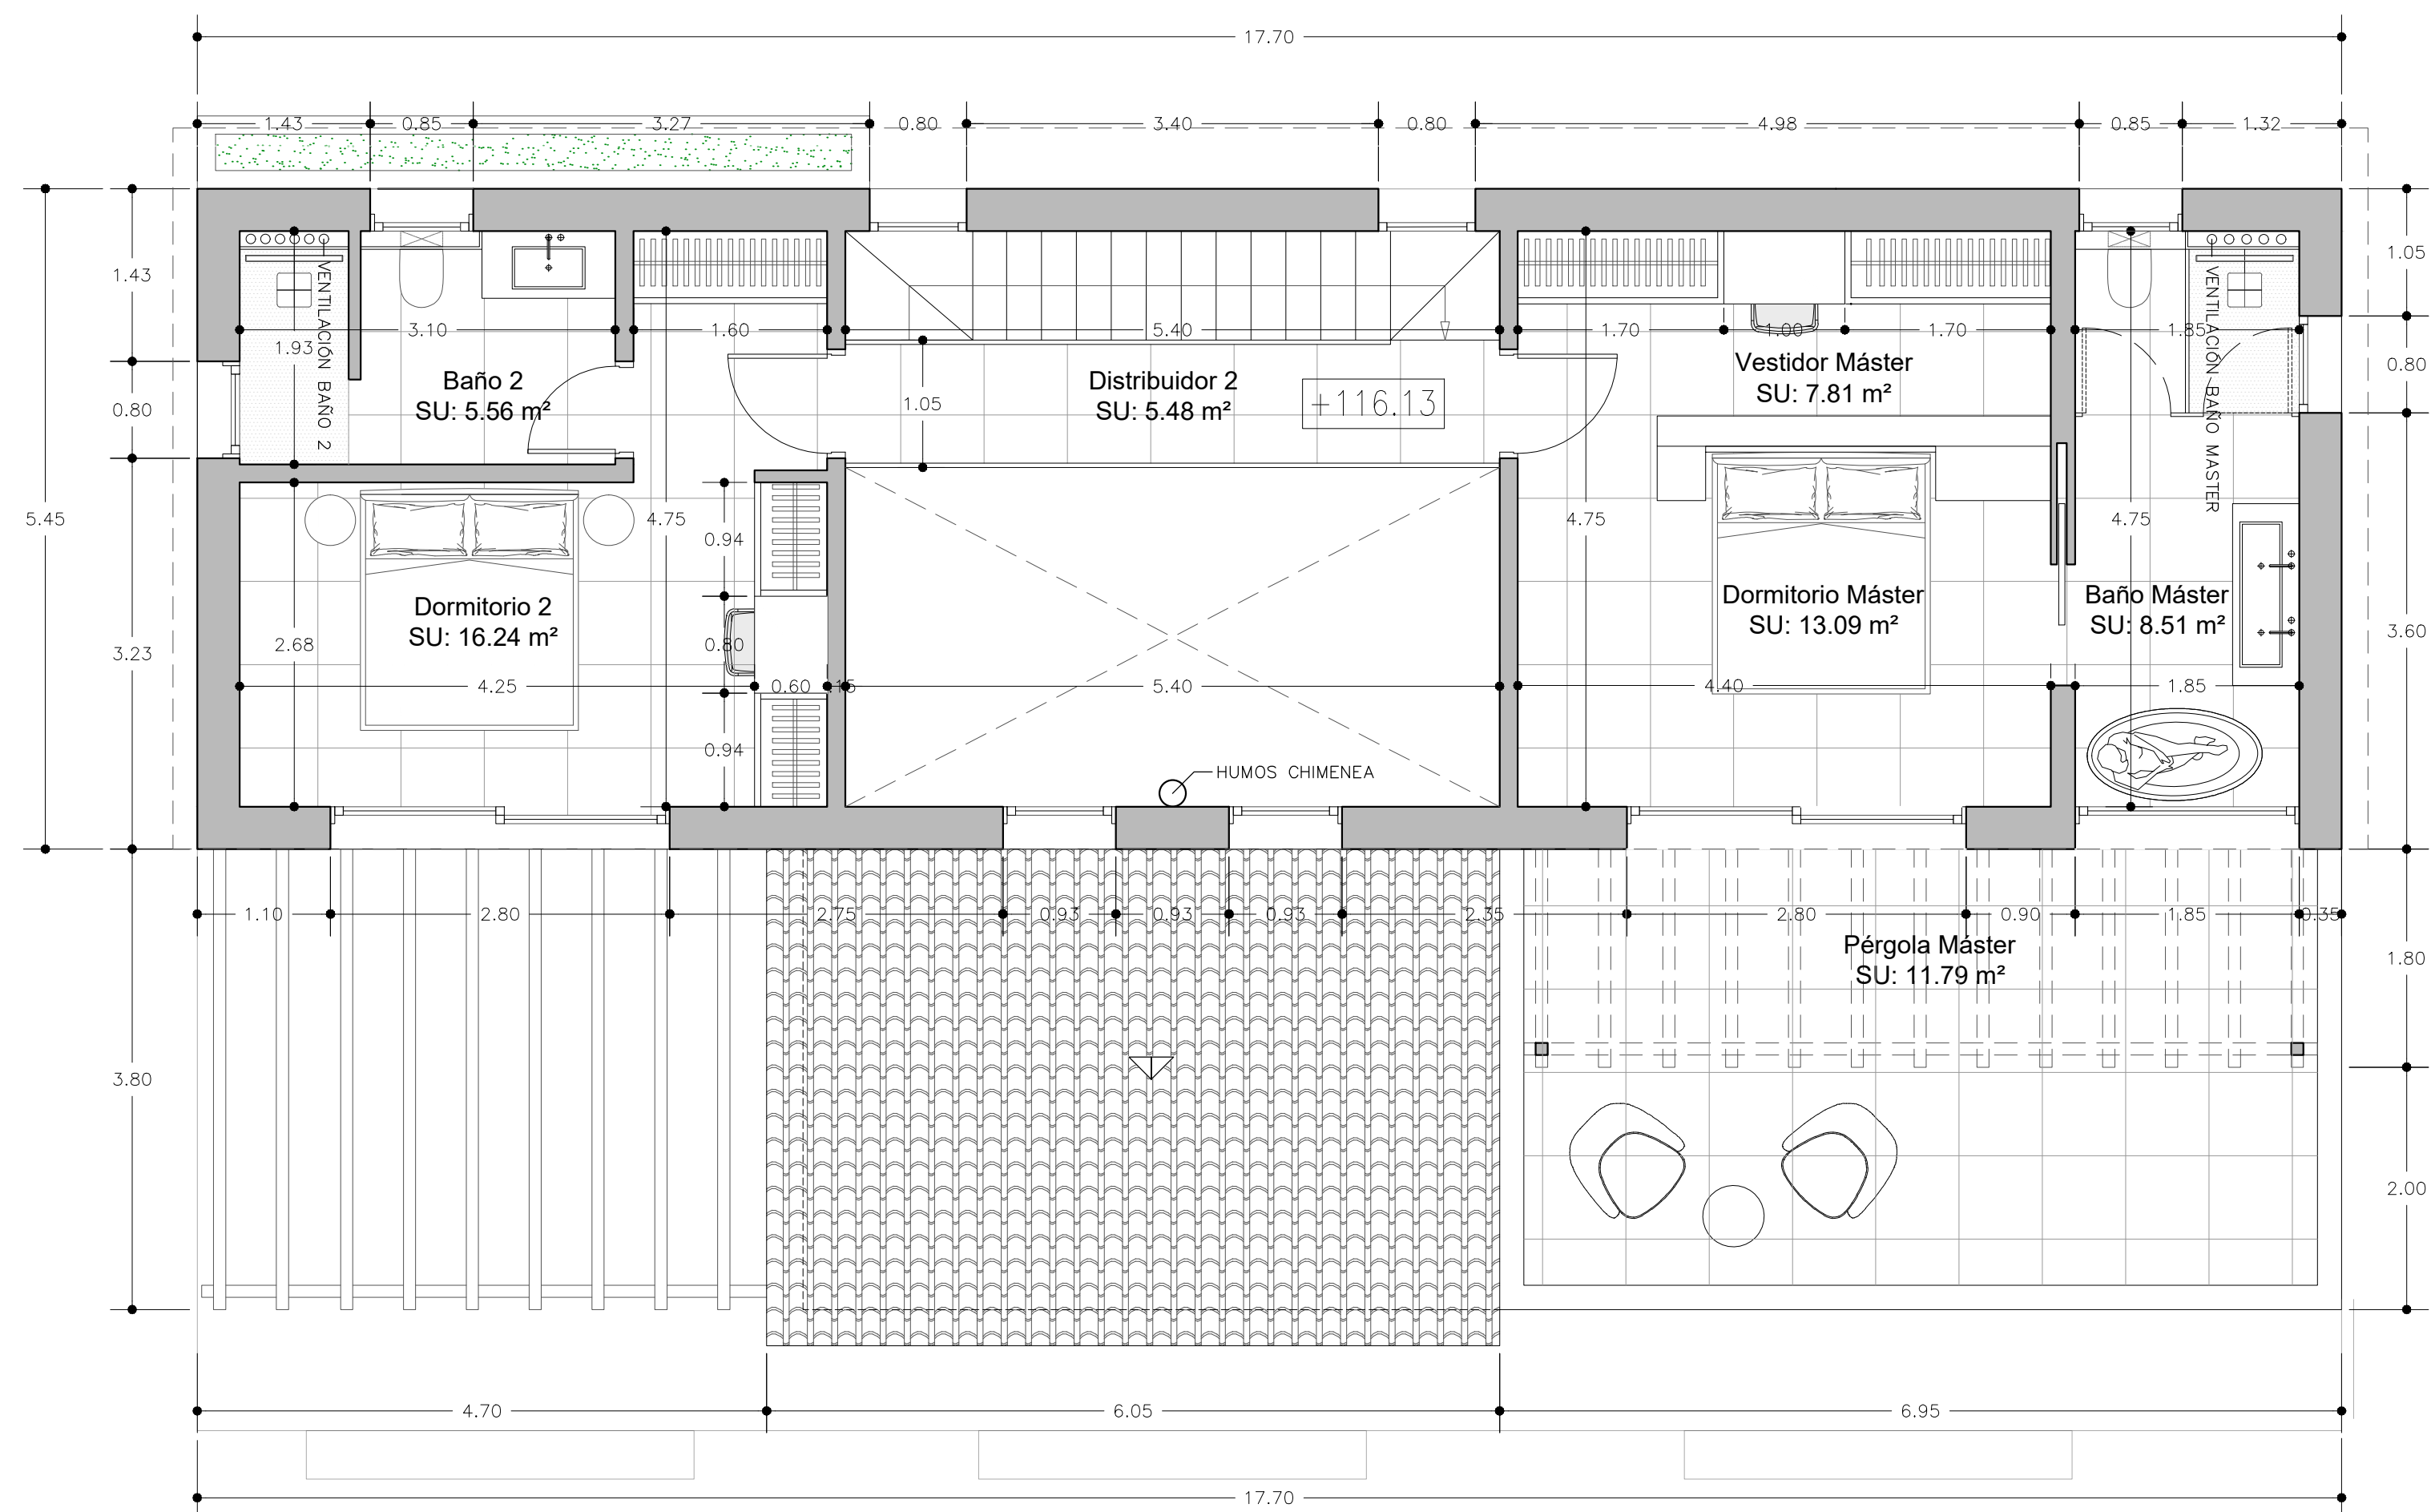 17.70
1.43 0.85 3.27 0.80 3.40 0.80 4.98 0.85 1.32
5.45
1.43
0.80
3.23
3.80
1.05
0.80
3.60
1.80
2.00
VENTILACIÓN BAÑO 2
1.93
3.10
1.60
5.40
1.70
1.00
1.70
1.85
VENTILACIÓN BAÑO MASTER
Baño 2
SU: 5.56 m²
1.05
Distribuidor 2
SU: 5.48 m²
+116.13
Vestidor Máster
SU: 7.81 m²
4.75
0.94
4.75
4.75
Dormitorio 2
SU: 16.24 m²
2.68
0.80
4.25
0.60
.15
5.40
0.94
HUMOS CHIMENEA
Dormitorio Máster
SU: 13.09 m²
4.40
Baño Máster
SU: 8.51 m²
1.85
1.10 2.80 2.75 0.93 0.93 0.93 2.35 2.80 0.90 1.85 0.35
Pérgola Máster
SU: 11.79 m²
4.70 6.05 6.95
17.70